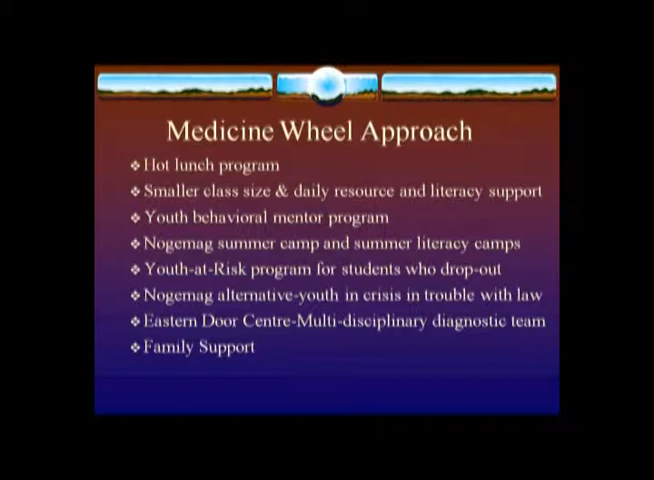 Medicine Wheel Approach
❖Hot lunch program
❖Smaller class size & daily resource and literacy support
❖Youth behavioral mentor program
❖Nogemag summer camp and summer literacy camps
❖Youth-at-Risk program for students who drop-out
❖Nogemag alternative-youth in crisis in trouble with law
❖Eastern Door Centre-Multi-disciplinary diagnostic team
❖Family Support